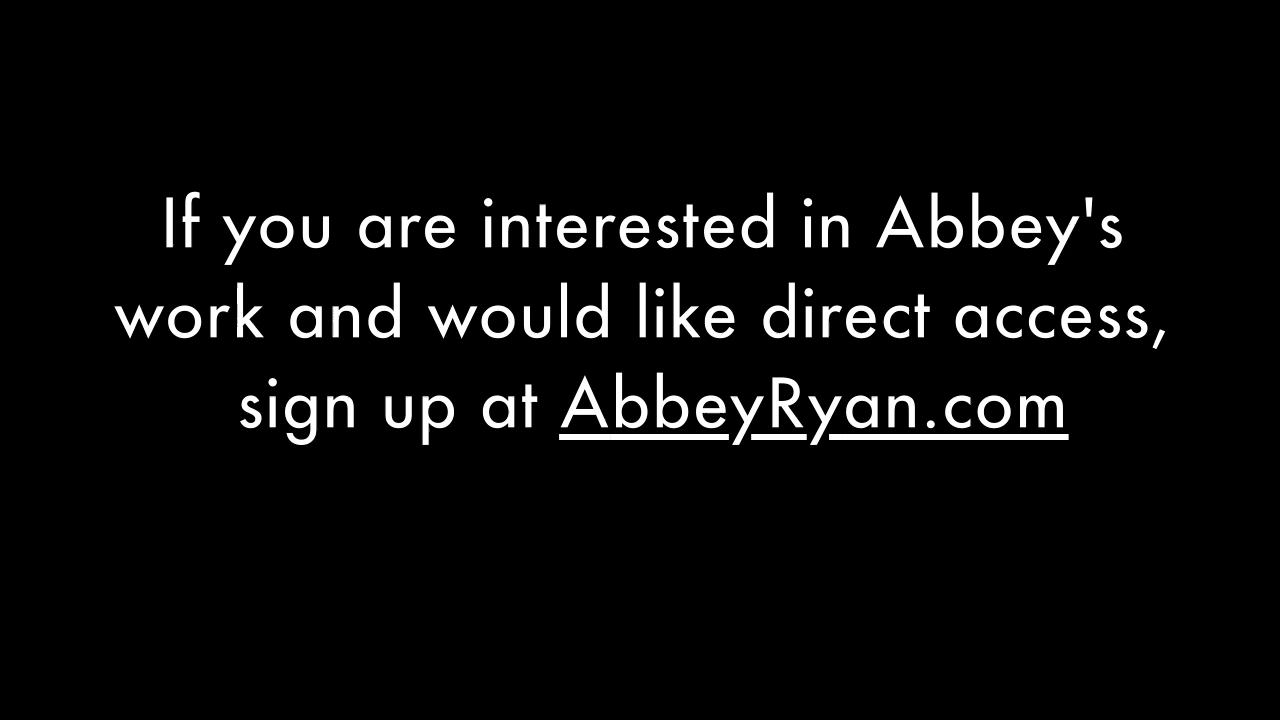 If you are interested in Abbey's
work and would like direct access,
sign up at AbbeyRyan.com